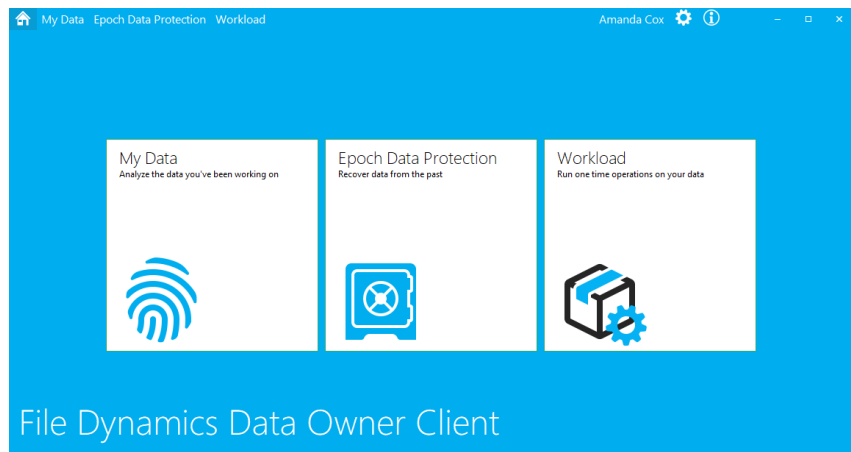 My Data Epoch Data Protection Workload Amanda Cox
My Data
Analyze the data you've been working on
Epoch Data Protection
Recover data from the past
Workload
Run one time operations on your data
File Dynamics Data Owner Client